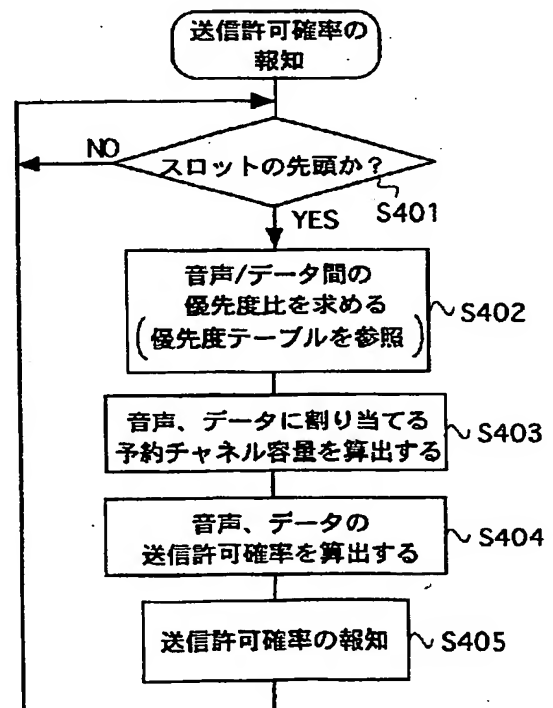 送信許可確率の
報知
NO
スロットの先頭か?
S401
YES
音声/データ間の
優先度比を求める
(優先度テーブルを参照)
S402
音声、データに割り当てる
予約チャネル容量を算出する
S403
音声、データの
送信許可確率を算出する
S404
送信許可確率の報知
S405